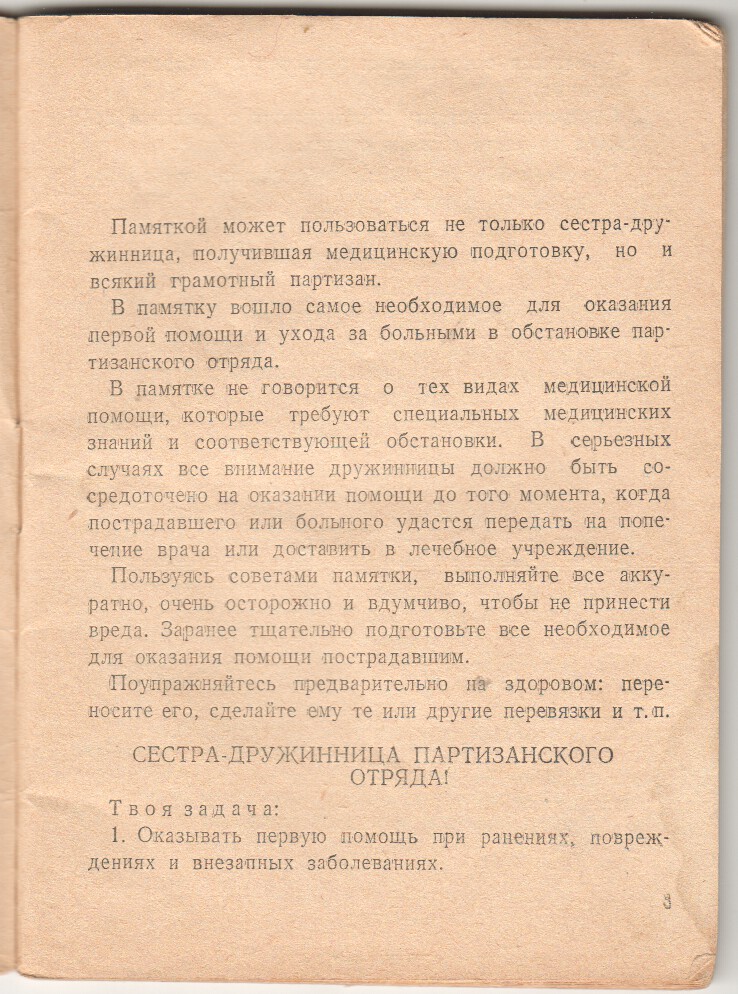 Памяткой может пользоваться не только сестра-дру-
жинница, получившая медицинскую подготовку, но и
всякий грамотный партизан.
В памятку вошло самое необходимое для оказания
первой помощи и ухода за больными в обстановке пар-
тизанского отряда.
В памятке не говорится о тех видах медицинской
помощи, которые требуют специальных медицинских
знаний и соответствующей обстановки. В серьезных
случаях все внимание дружинницы должно быть со-
средоточено на оказании помощи до того момента, когда
пострадавшего или больного удастся передать на попе-
чение врача или доставить в лечебное учреждение.
Пользуясь советами памятки, выполняйте все акку-
ратно, очень осторожно и вдумчиво, чтобы не принести
вреда. Заранее тщательно подготовьте все необходимое
для оказания помощи пострадавшим.
Поупражняйтесь предварительно на здоровом: пере-
носите его, сделайте ему те или другие перевязки и т. п.
СЕСТРА-ДРУЖИННИЦА ПАРТИЗАНСКОГО
ОТРЯДА!
Твоя задача:
1. Оказывать первую помощь при ранениях, повреж-
дениях и внезапных заболеваниях.
3